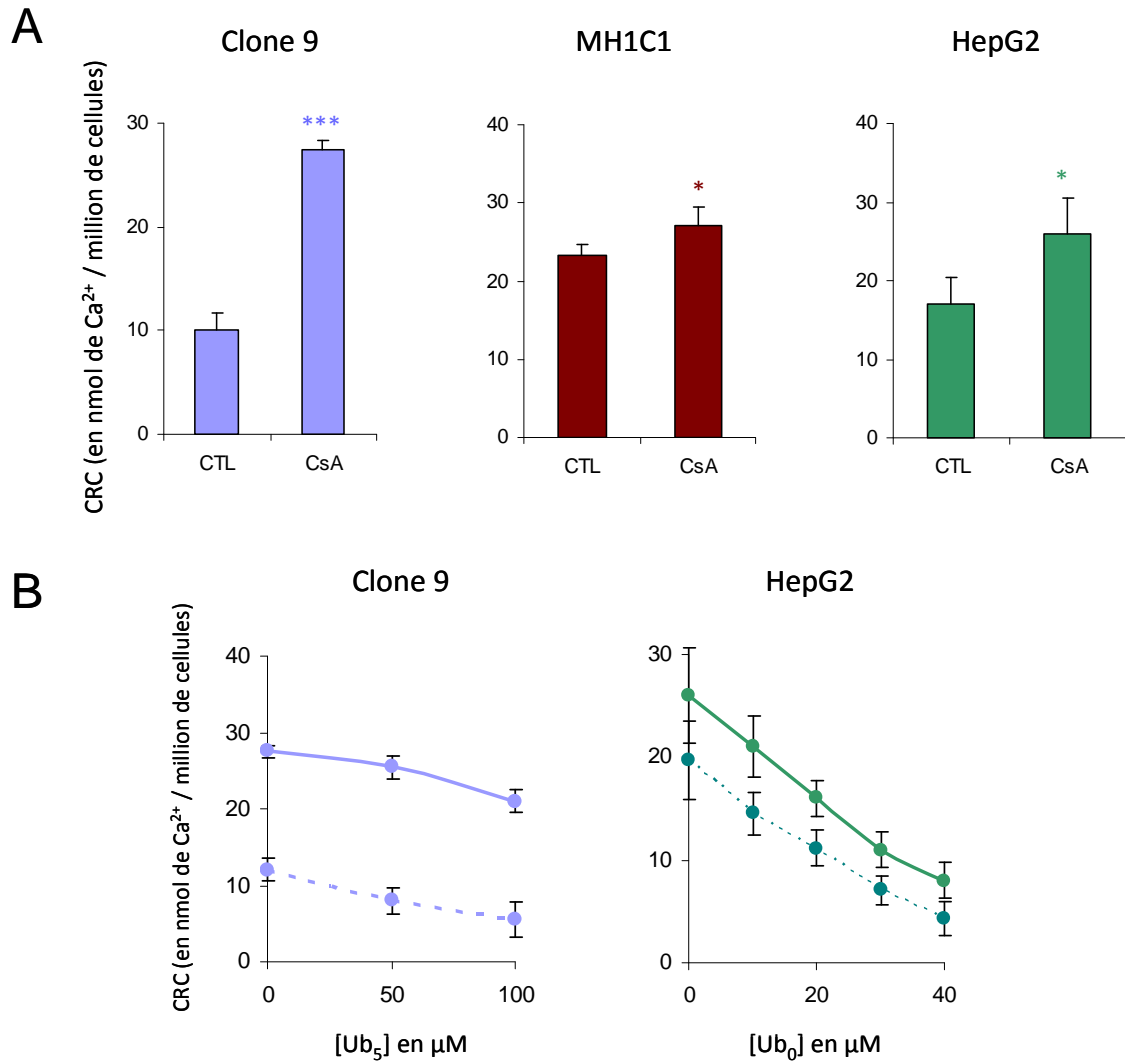 A
Clone 9
MH1C1
HepG2
CRC (en nmol de Ca²⁺ / million de cellules)
30
20
10
0
***
CTL
CsA
40
30
20
10
0
*
CTL
CsA
40
30
20
10
0
*
CTL
CsA
B
Clone 9
HepG2
CRC (en nmol de Ca²⁺ / million de cellules)
40
30
20
10
0
0
50
100
[Ub₅] en µM
30
20
10
0
0
20
40
[Ub₀] en µM